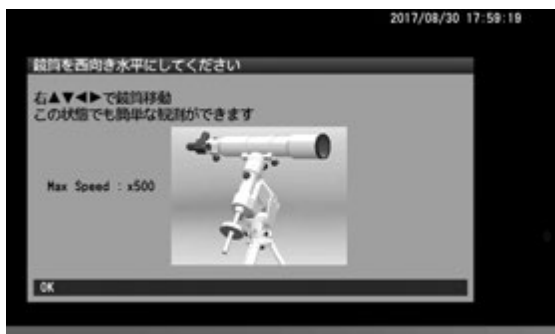 2017/08/30 17:59:19
鏡筒を西向き水平にしてください
右▲▼◀▶で鏡筒移動
この状態でも簡単な観測ができます
Max Speed : x500
OK